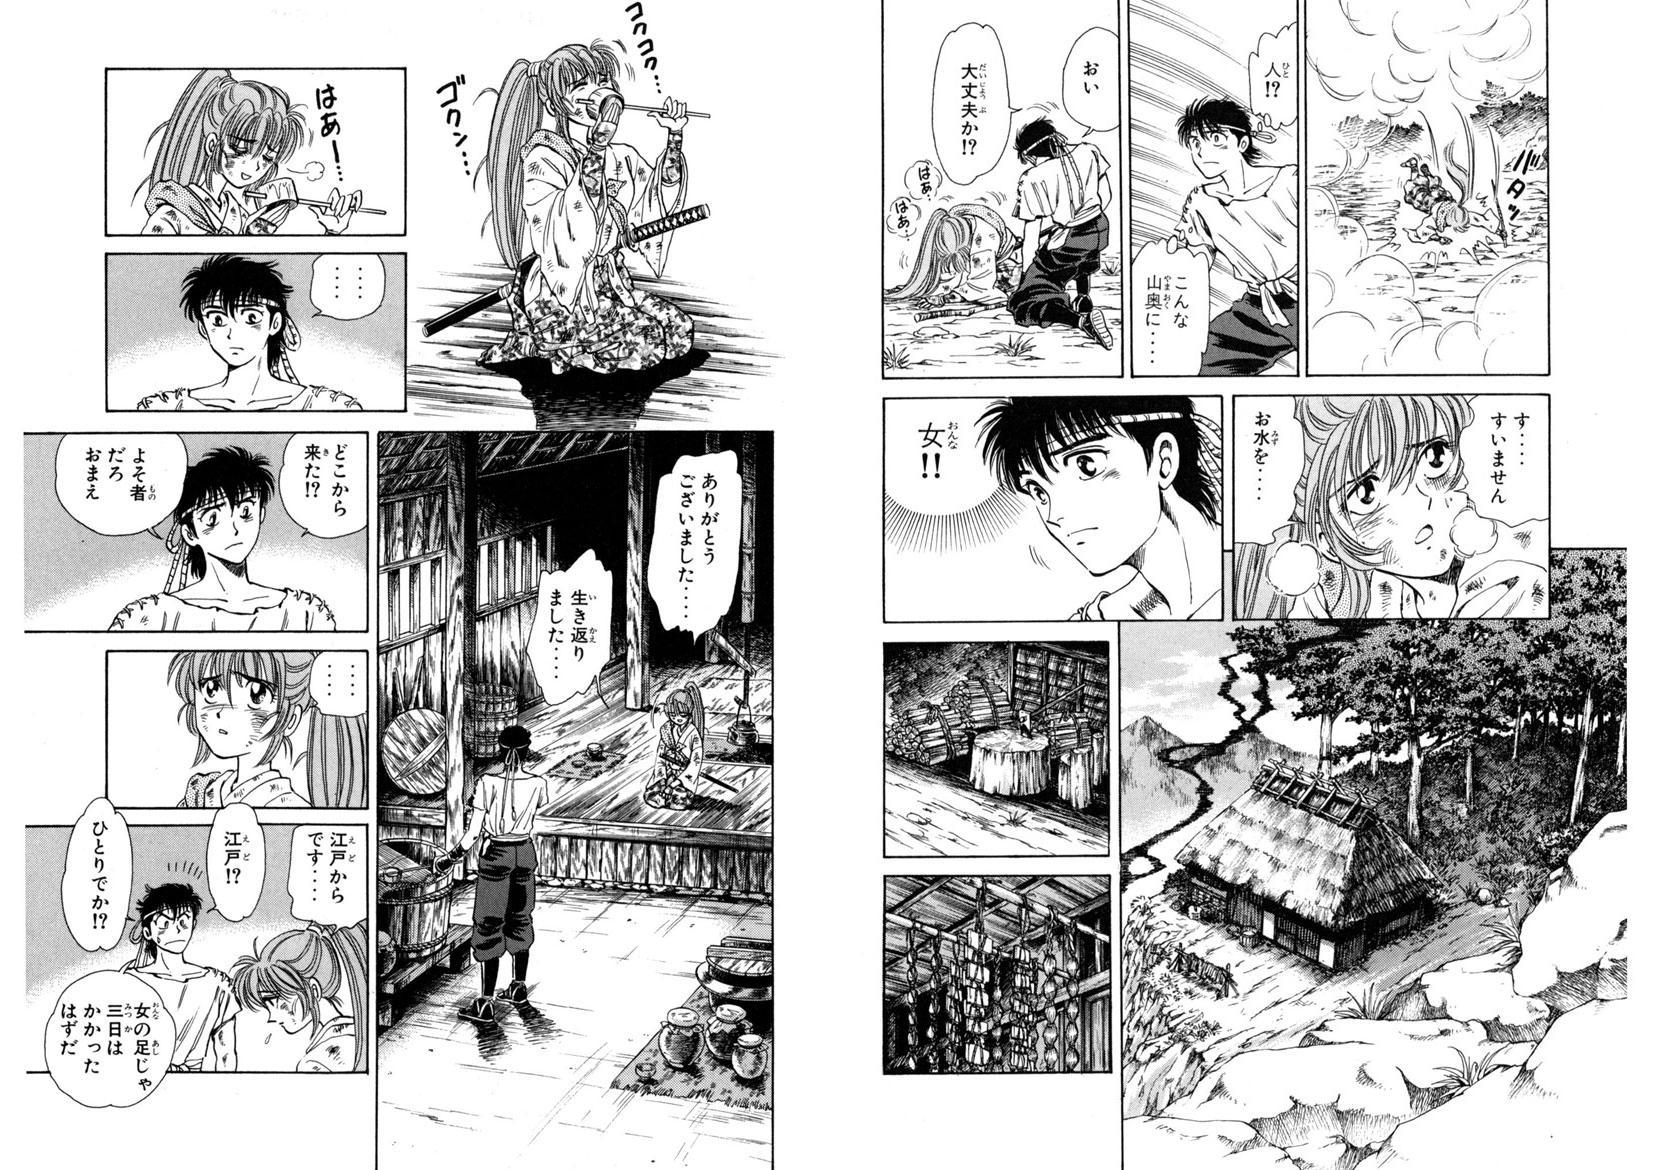 バタッ
人!?
こんな
山奥に‥‥
おい
大丈夫か!?
はぁ‥
はぁ‥
す‥‥
すいません
お水を‥‥
女!!
コクコク…
ゴクン…
はあー…
‥‥
‥‥
ありがとう
ございました‥‥
生き返り
ました‥‥
どこから
来た!?
よそ者
だろ
おまえ
‥‥
‥‥
江戸から
です‥‥
江戸!?
ひとりでか!?
女の足じゃ
三日は
かかった
はずだ